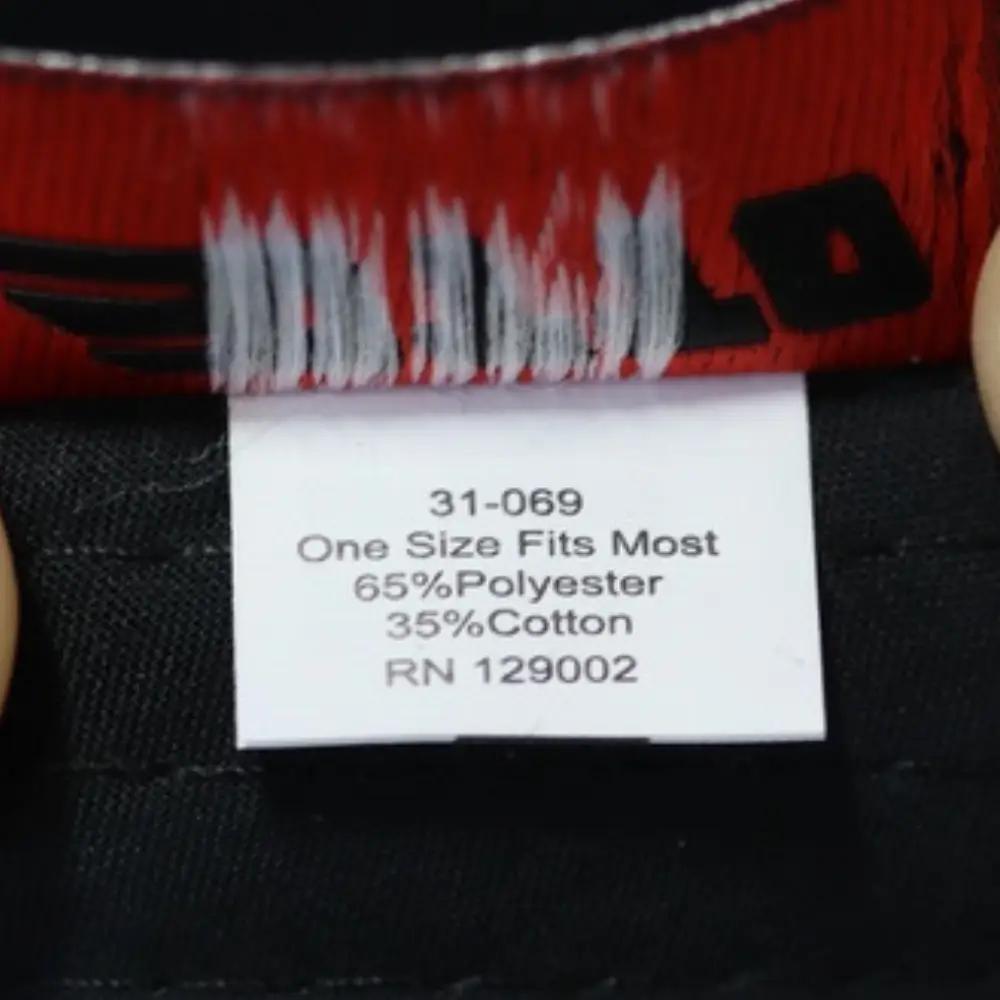 31-069
One Size Fits Most
65%Polyester
35%Cotton
RN 129002